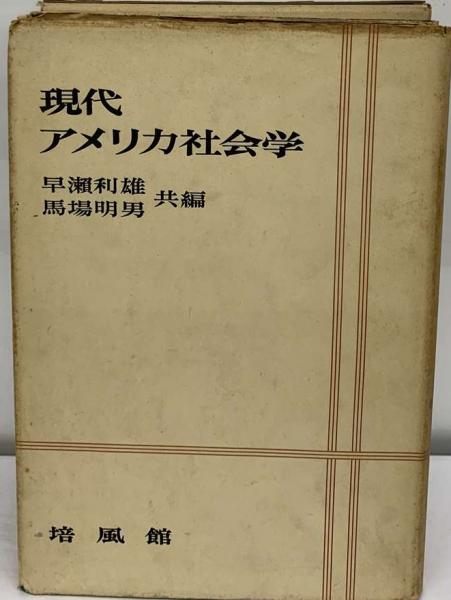 現代
アメリカ社会学
早瀬利雄
馬場明男
共編
培風館